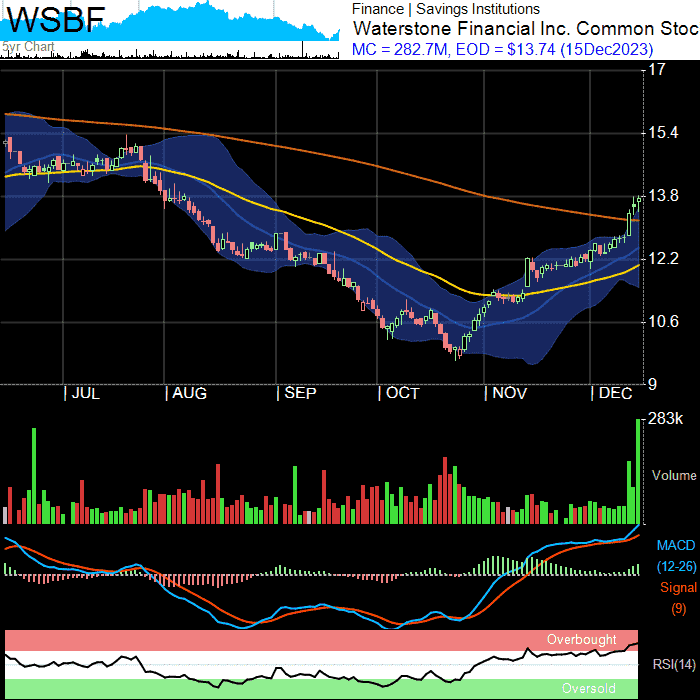 WSBF
5yr Chart
Finance | Savings Institutions
Waterstone Financial Inc. Common Stoc
MC = 282.7M, EOD = $13.74 (15Dec2023)
17
15.4
13.8
12.2
10.6
9
| JUL | AUG | SEP | OCT | NOV | DEC
283k
Volume
MACD
(12-26)
Signal
(9)
Overbought
RSI(14)
Oversold